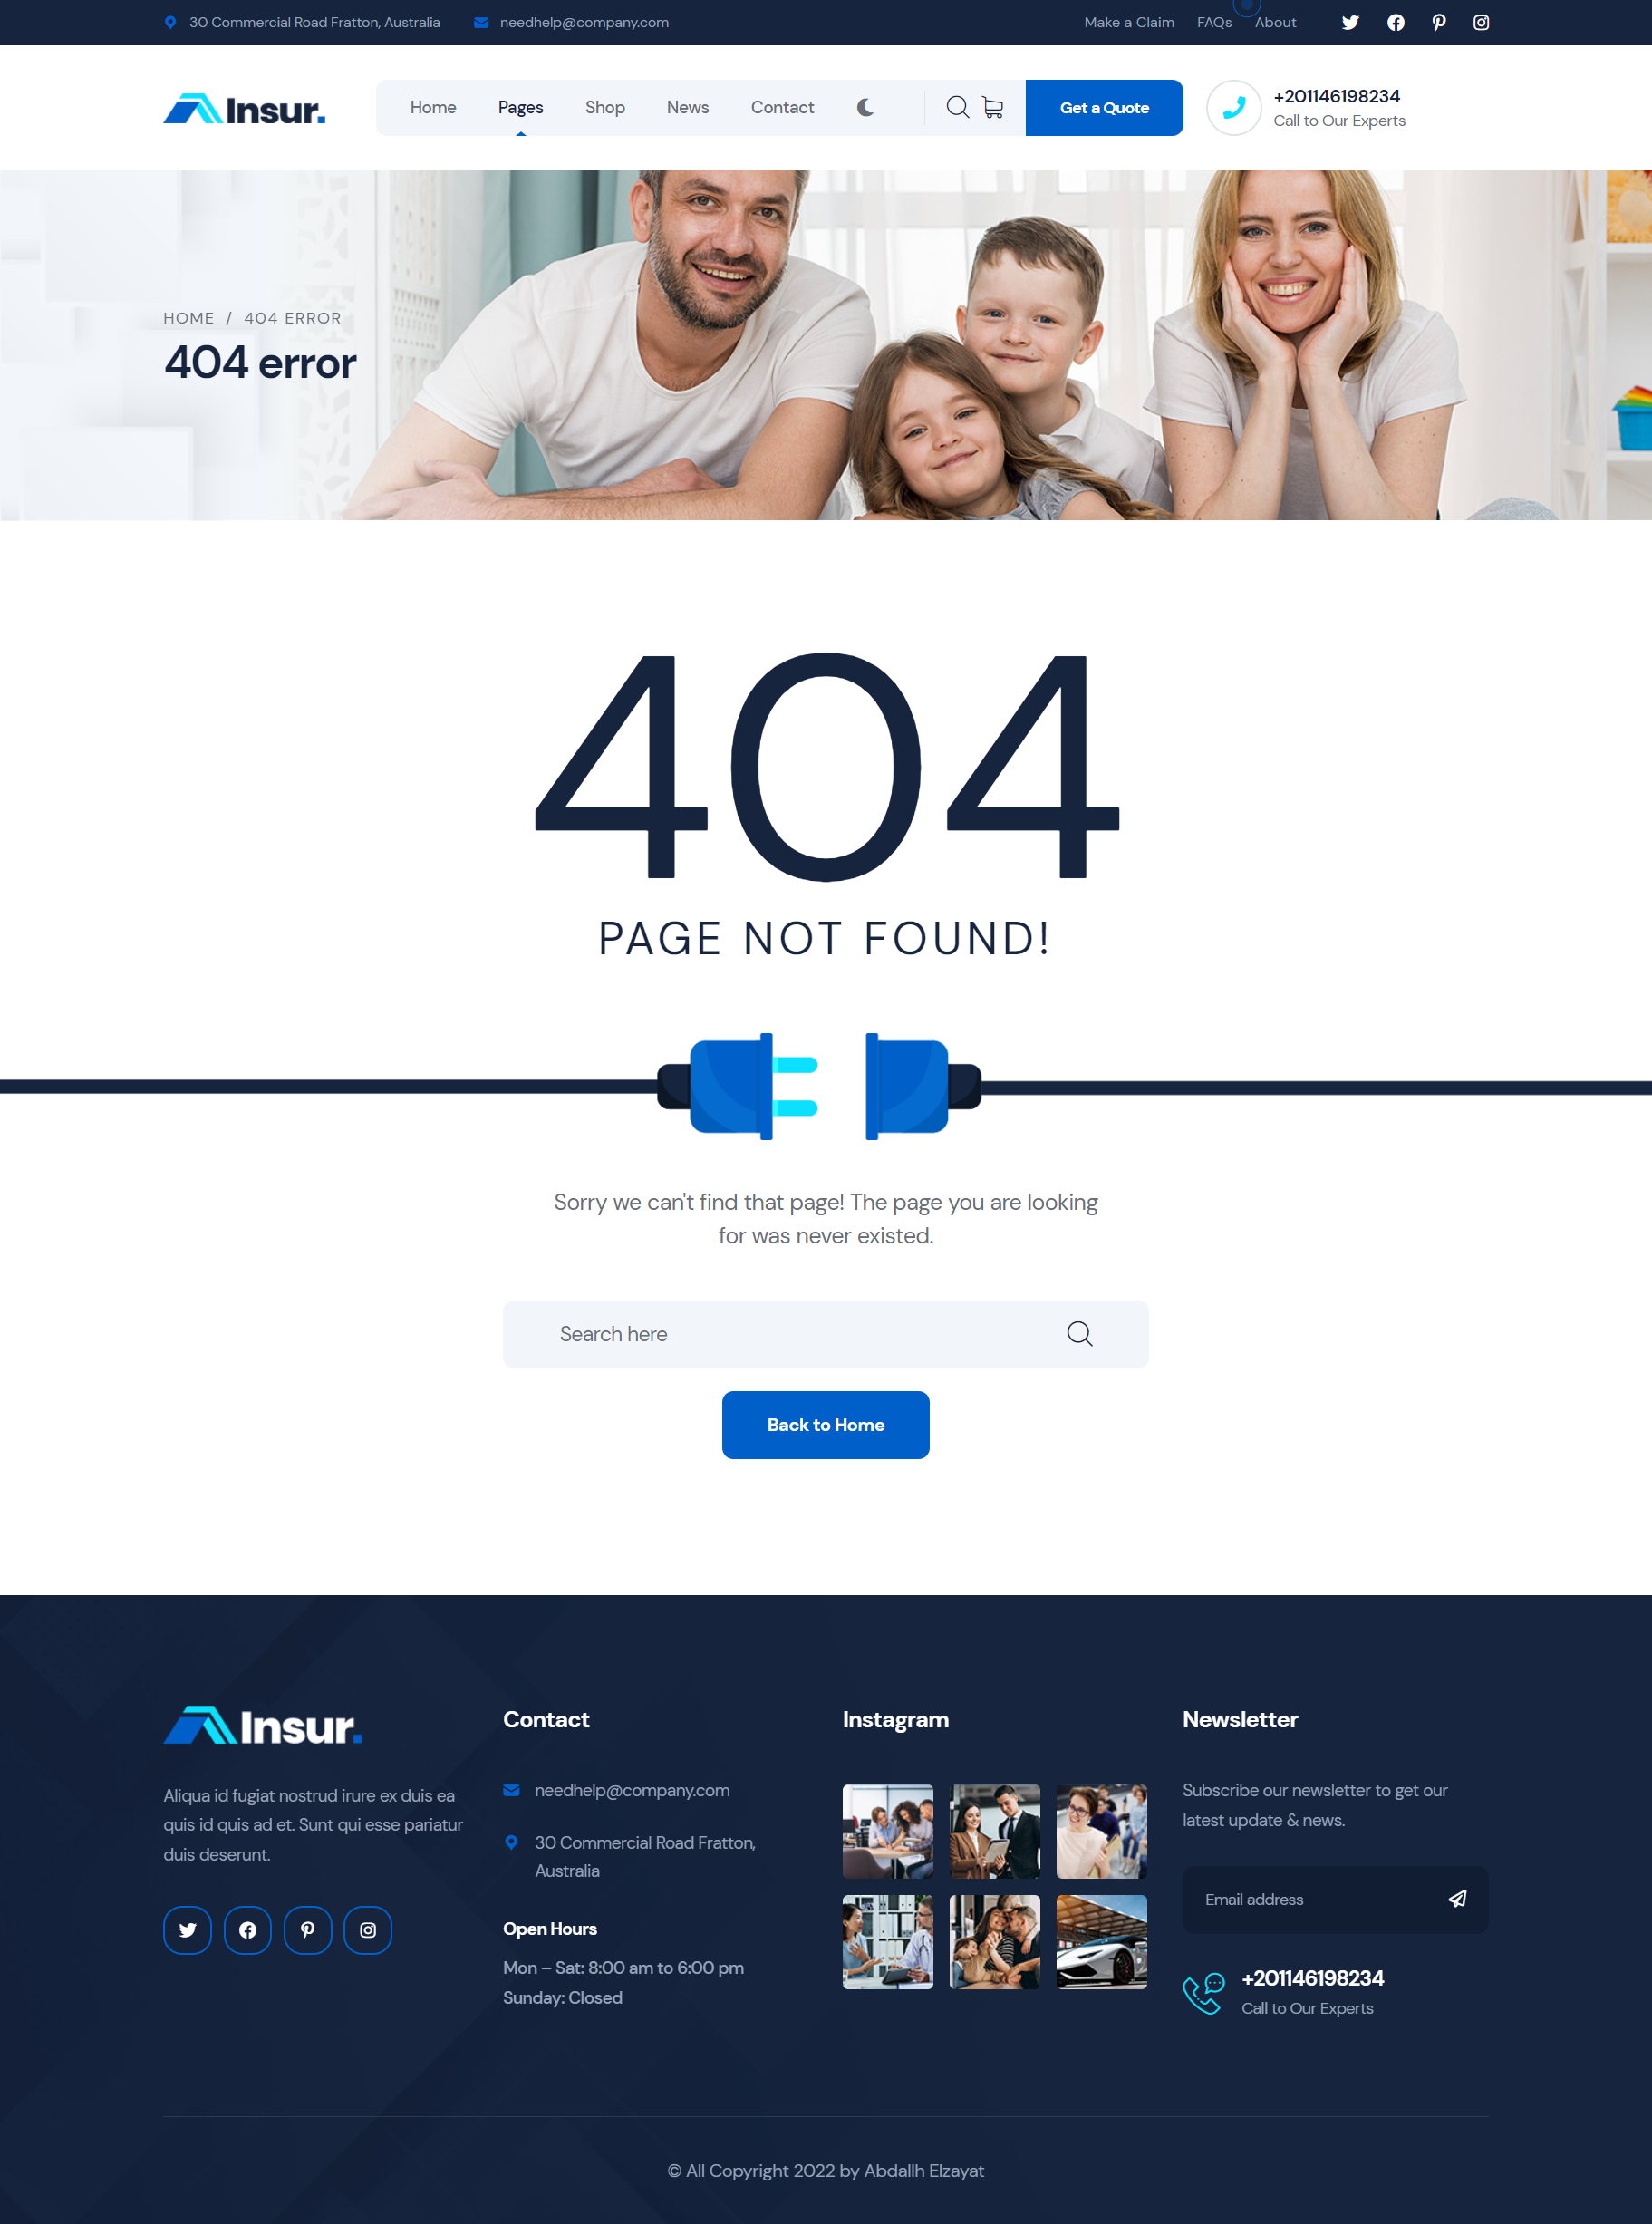 30 Commercial Road Fratton, Australia
needhelp@company.com
Make a Claim
FAQs
About
Insur.
Home
Pages
Shop
News
Contact
Get a Quote
+201146198234
Call to Our Experts
HOME / 404 ERROR
404 error
404
PAGE NOT FOUND!
Sorry we can't find that page! The page you are looking
for was never existed.
Search here
Back to Home
Insur.
Aliqua id fugiat nostrud irure ex duis ea
quis id quis ad et. Sunt qui esse pariatur
duis deserunt.
Contact
needhelp@company.com
30 Commercial Road Fratton,
Australia
Open Hours
Mon – Sat: 8:00 am to 6:00 pm
Sunday: Closed
Instagram
Newsletter
Subscribe our newsletter to get our
latest update & news.
Email address
+201146198234
Call to Our Experts
© All Copyright 2022 by Abdallh Elzayat